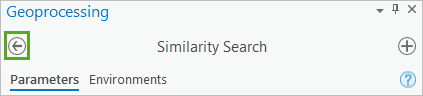 Geoprocessing
Similarity Search
Parameters Environments